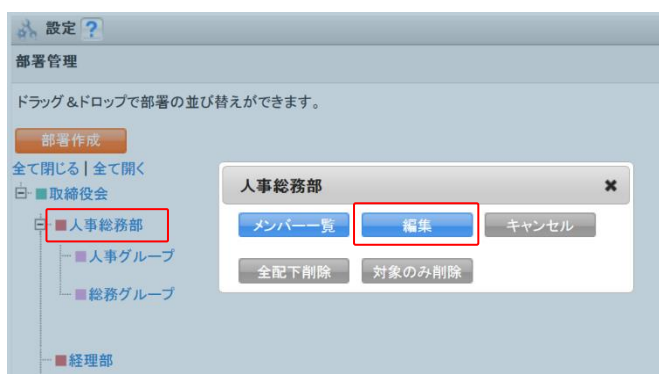 設定 ?
部署管理
ドラッグ&ドロップで部署の並び替えができます。
部署作成
全て閉じる | 全て開く
取締役会
人事総務部
人事グループ
総務グループ
経理部
人事総務部 ✖
メンバー一覧 編集 キャンセル
全配下削除 対象のみ削除